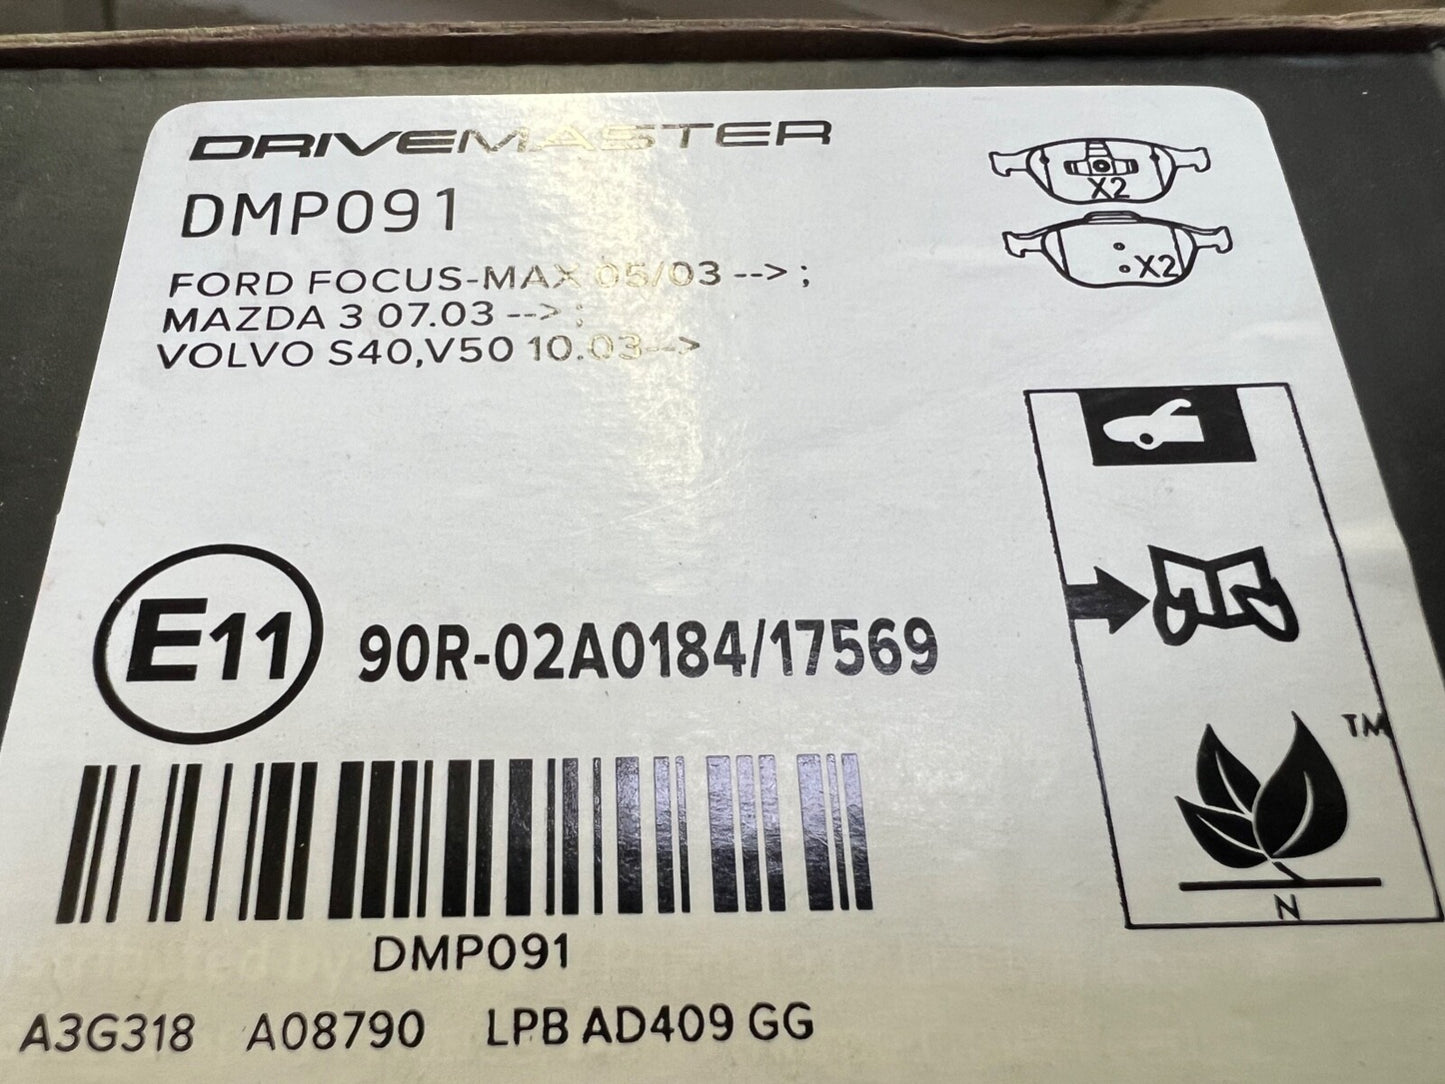 DRIVEMASTER
DMP091
FORD FOCUS-MAX 05/03 --> ;
MAZDA 3 07.03 --> ;
VOLVO S40,V50 10.03-->
X2
X2
E11
90R-02A0184/17569
TM
N
DMP091
A3G318 A08790 LPB AD409 GG